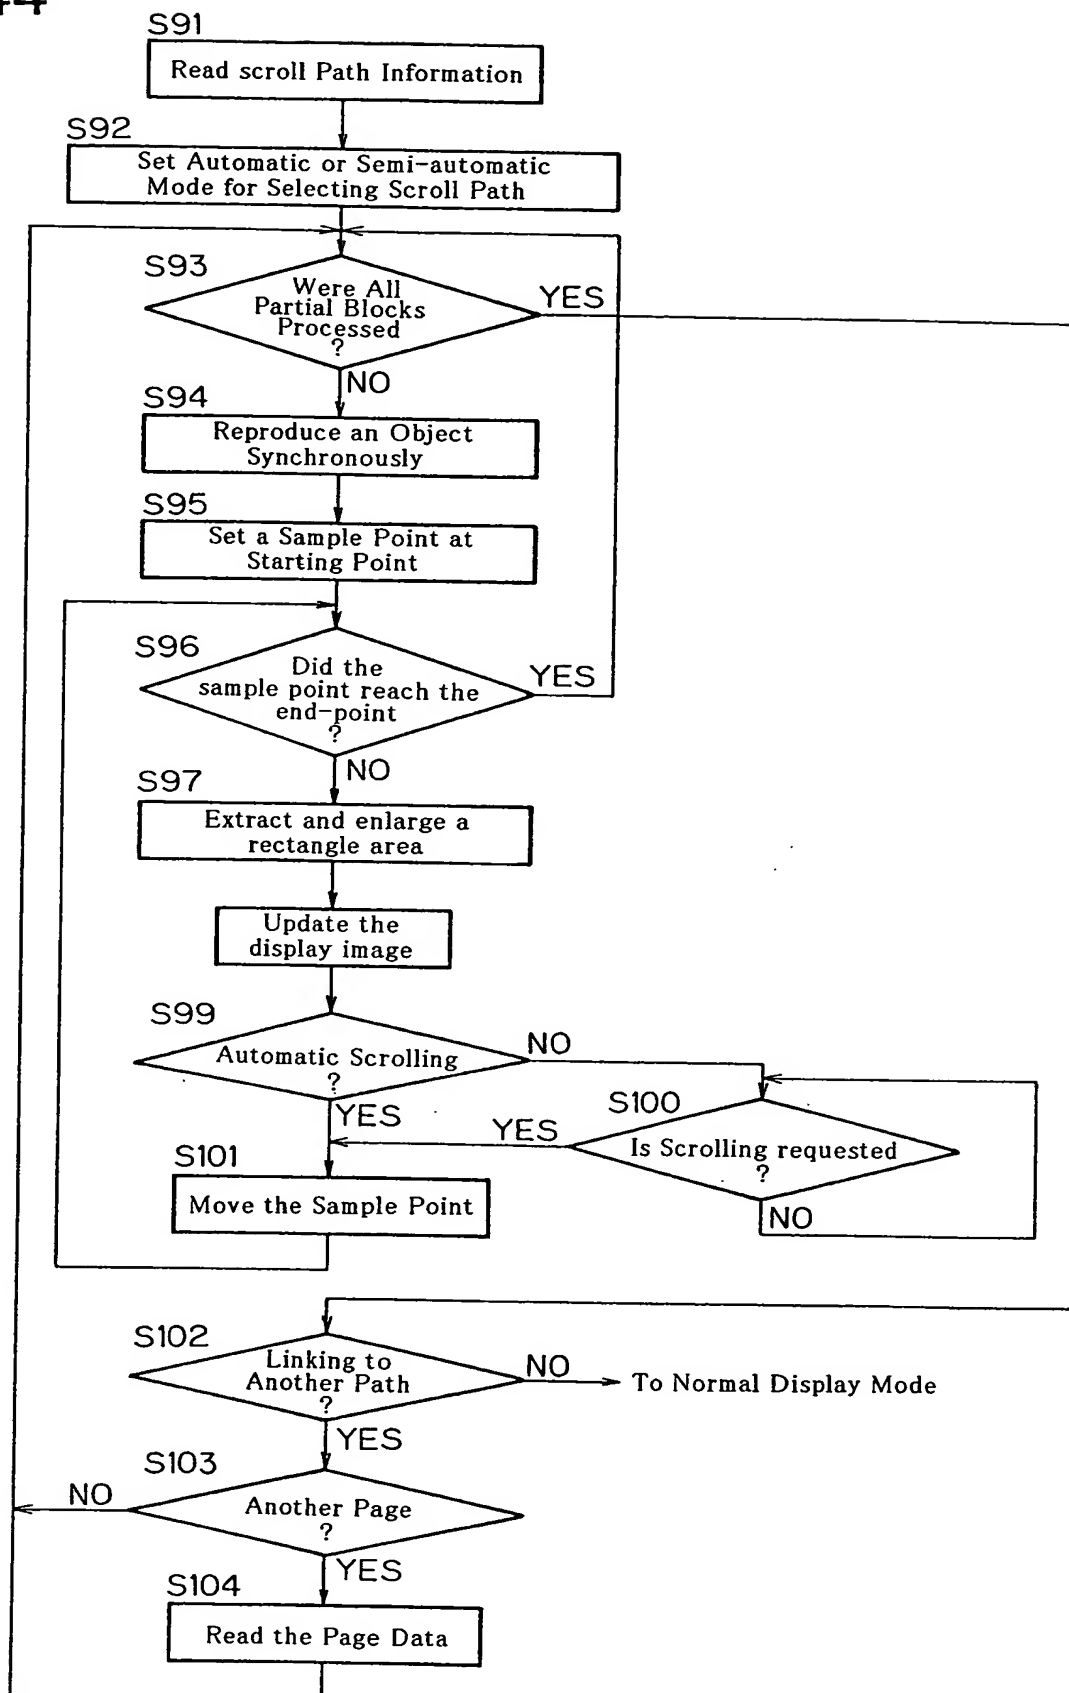 44
S91
Read scroll Path Information
S92
Set Automatic or Semi-automatic
Mode for Selecting Scroll Path
S93
Were All
Partial Blocks
Processed
?
YES
NO
S94
Reproduce an Object
Synchronously
S95
Set a Sample Point at
Starting Point
S96
Did the
sample point reach the
end-point
?
YES
NO
S97
Extract and enlarge a
rectangle area
Update the
display image
S99
Automatic Scrolling
?
NO
YES
S100
Is Scrolling requested
?
YES
NO
S101
Move the Sample Point
S102
Linking to
Another Path
?
NO
To Normal Display Mode
YES
S103
Another Page
?
NO
YES
S104
Read the Page Data